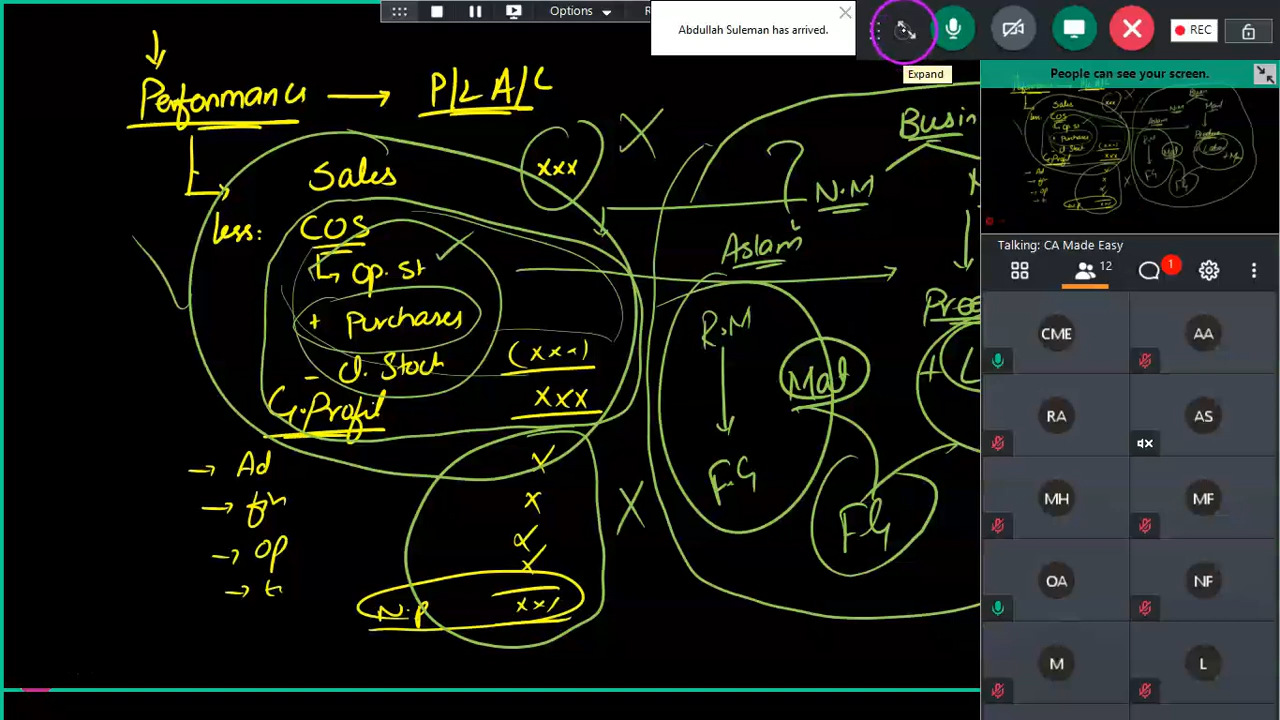 Options
Abdullah Suleman has arrived.
REC
Expand
People can see your screen.
Performance → P/L A/C
Sales xxx
less: COS
Op. St
+ Purchases
- Cl. Stock (xxx)
G. Profit xxx
→ Ad
→ fin
→ OP
N.P xxx
Busin
N.M
Aslam
R.M
Mat
F.G
FG
+ L
Talking: CA Made Easy
12
1
CME
AA
RA
AS
MH
MF
OA
NF
M
L